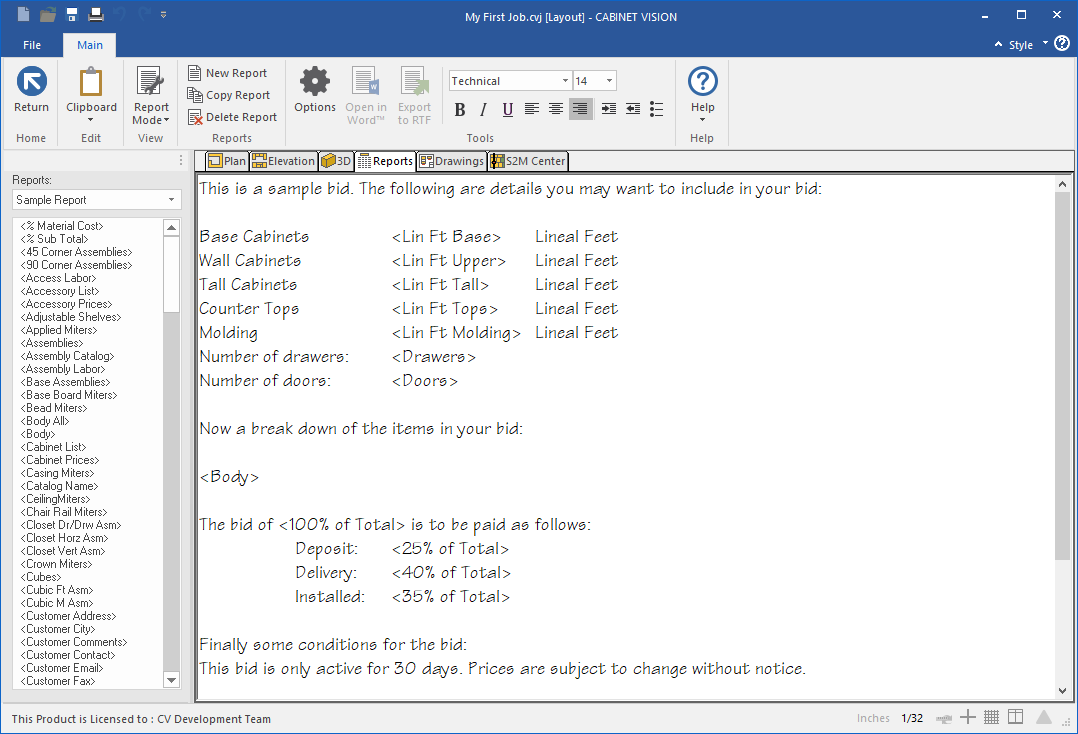 My First Job.cvj [Layout] - CABINET VISION
File Main Style
Return Clipboard Report Mode New Report Copy Report Delete Report Options Open in Word™ Export to RTF Technical 14 B I U Help
Home Edit View Reports Tools Help
Plan Elevation 3D Reports Drawings S2M Center
Reports:
Sample Report
<% Material Cost>
<% Sub Total>
<45 Corner Assemblies>
<90 Corner Assemblies>
<Access Labor>
<Accessory List>
<Accessory Prices>
<Adjustable Shelves>
<Applied Miters>
<Assemblies>
<Assembly Catalog>
<Assembly Labor>
<Base Assemblies>
<Base Board Miters>
<Bead Miters>
<Body All>
<Body>
<Cabinet List>
<Cabinet Prices>
<Casing Miters>
<Catalog Name>
<CeilingMiters>
<Chair Rail Miters>
<Closet Dr/Drw Asm>
<Closet Horz Asm>
<Closet Vert Asm>
<Crown Miters>
<Cubes>
<Cubic Ft Asm>
<Cubic M Asm>
<Customer Address>
<Customer City>
<Customer Comments>
<Customer Contact>
<Customer Email>
<Customer Fax>
This is a sample bid. The following are details you may want to include in your bid:
Base Cabinets <Lin Ft Base> Lineal Feet
Wall Cabinets <Lin Ft Upper> Lineal Feet
Tall Cabinets <Lin Ft Tall> Lineal Feet
Counter Tops <Lin Ft Tops> Lineal Feet
Molding <Lin Ft Molding> Lineal Feet
Number of drawers: <Drawers>
Number of doors: <Doors>
Now a break down of the items in your bid:
<Body>
The bid of <100% of Total> is to be paid as follows:
Deposit: <25% of Total>
Delivery: <40% of Total>
Installed: <35% of Total>
Finally some conditions for the bid:
This bid is only active for 30 days. Prices are subject to change without notice.
This Product is Licensed to : CV Development Team Inches 1/32